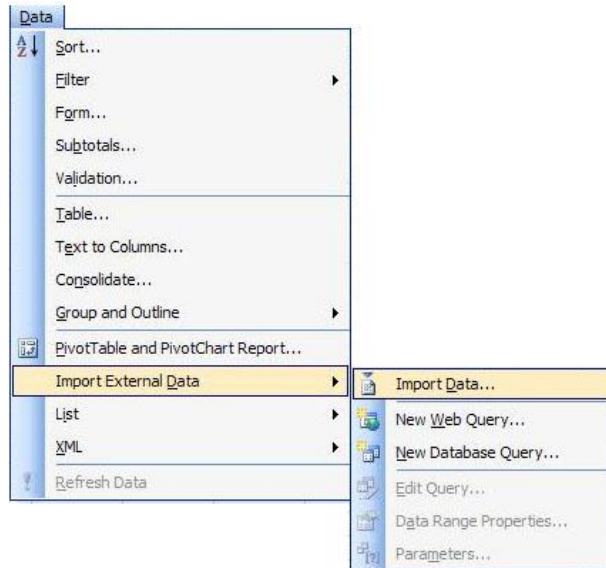 Data
A
Z
Sort...
Filter
Form...
Subtotals...
Validation...
Table...
Text to Columns...
Consolidate...
Group and Outline
PivotTable and PivotChart Report...
Import External Data
List
XML
Refresh Data
Import Data...
New Web Query...
New Database Query...
Edit Query...
Data Range Properties...
[?] Parameters...